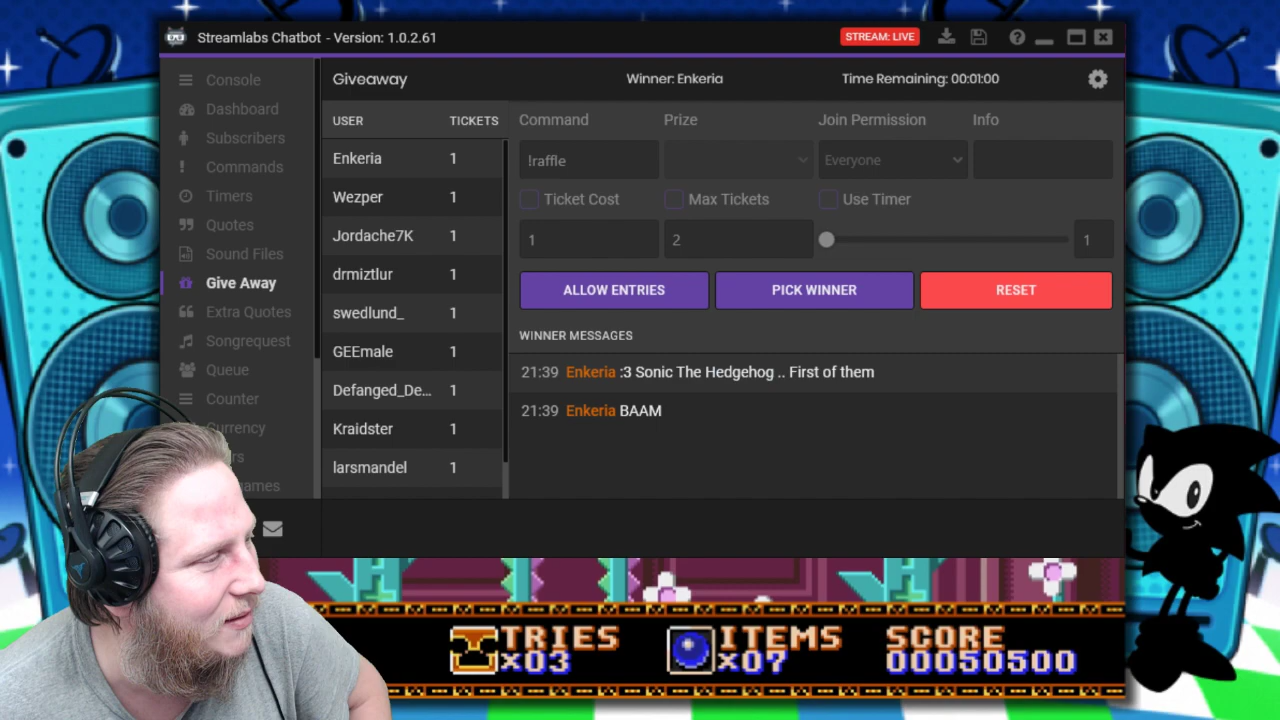 Streamlabs Chatbot - Version: 1.0.2.61
STREAM: LIVE
Console
Dashboard
Subscribers
Commands
Timers
Quotes
Sound Files
Give Away
Extra Quotes
Songrequest
Queue
Counter
Giveaway
Winner: Enkeria
Time Remaining: 00:01:00
USER TICKETS
Enkeria 1
Wezper 1
Jordache7K 1
drmiztlur 1
swedlund_ 1
GEEmale 1
Defanged_De... 1
Kraidster 1
larsmandel 1
Command Prize Join Permission Info
!raffle Everyone
Ticket Cost Max Tickets Use Timer
1 2 1
ALLOW ENTRIES PICK WINNER RESET
WINNER MESSAGES
21:39 Enkeria :3 Sonic The Hedgehog .. First of them
21:39 Enkeria BAAM
TRIES ITEMS SCORE
×03 ×07 00050500